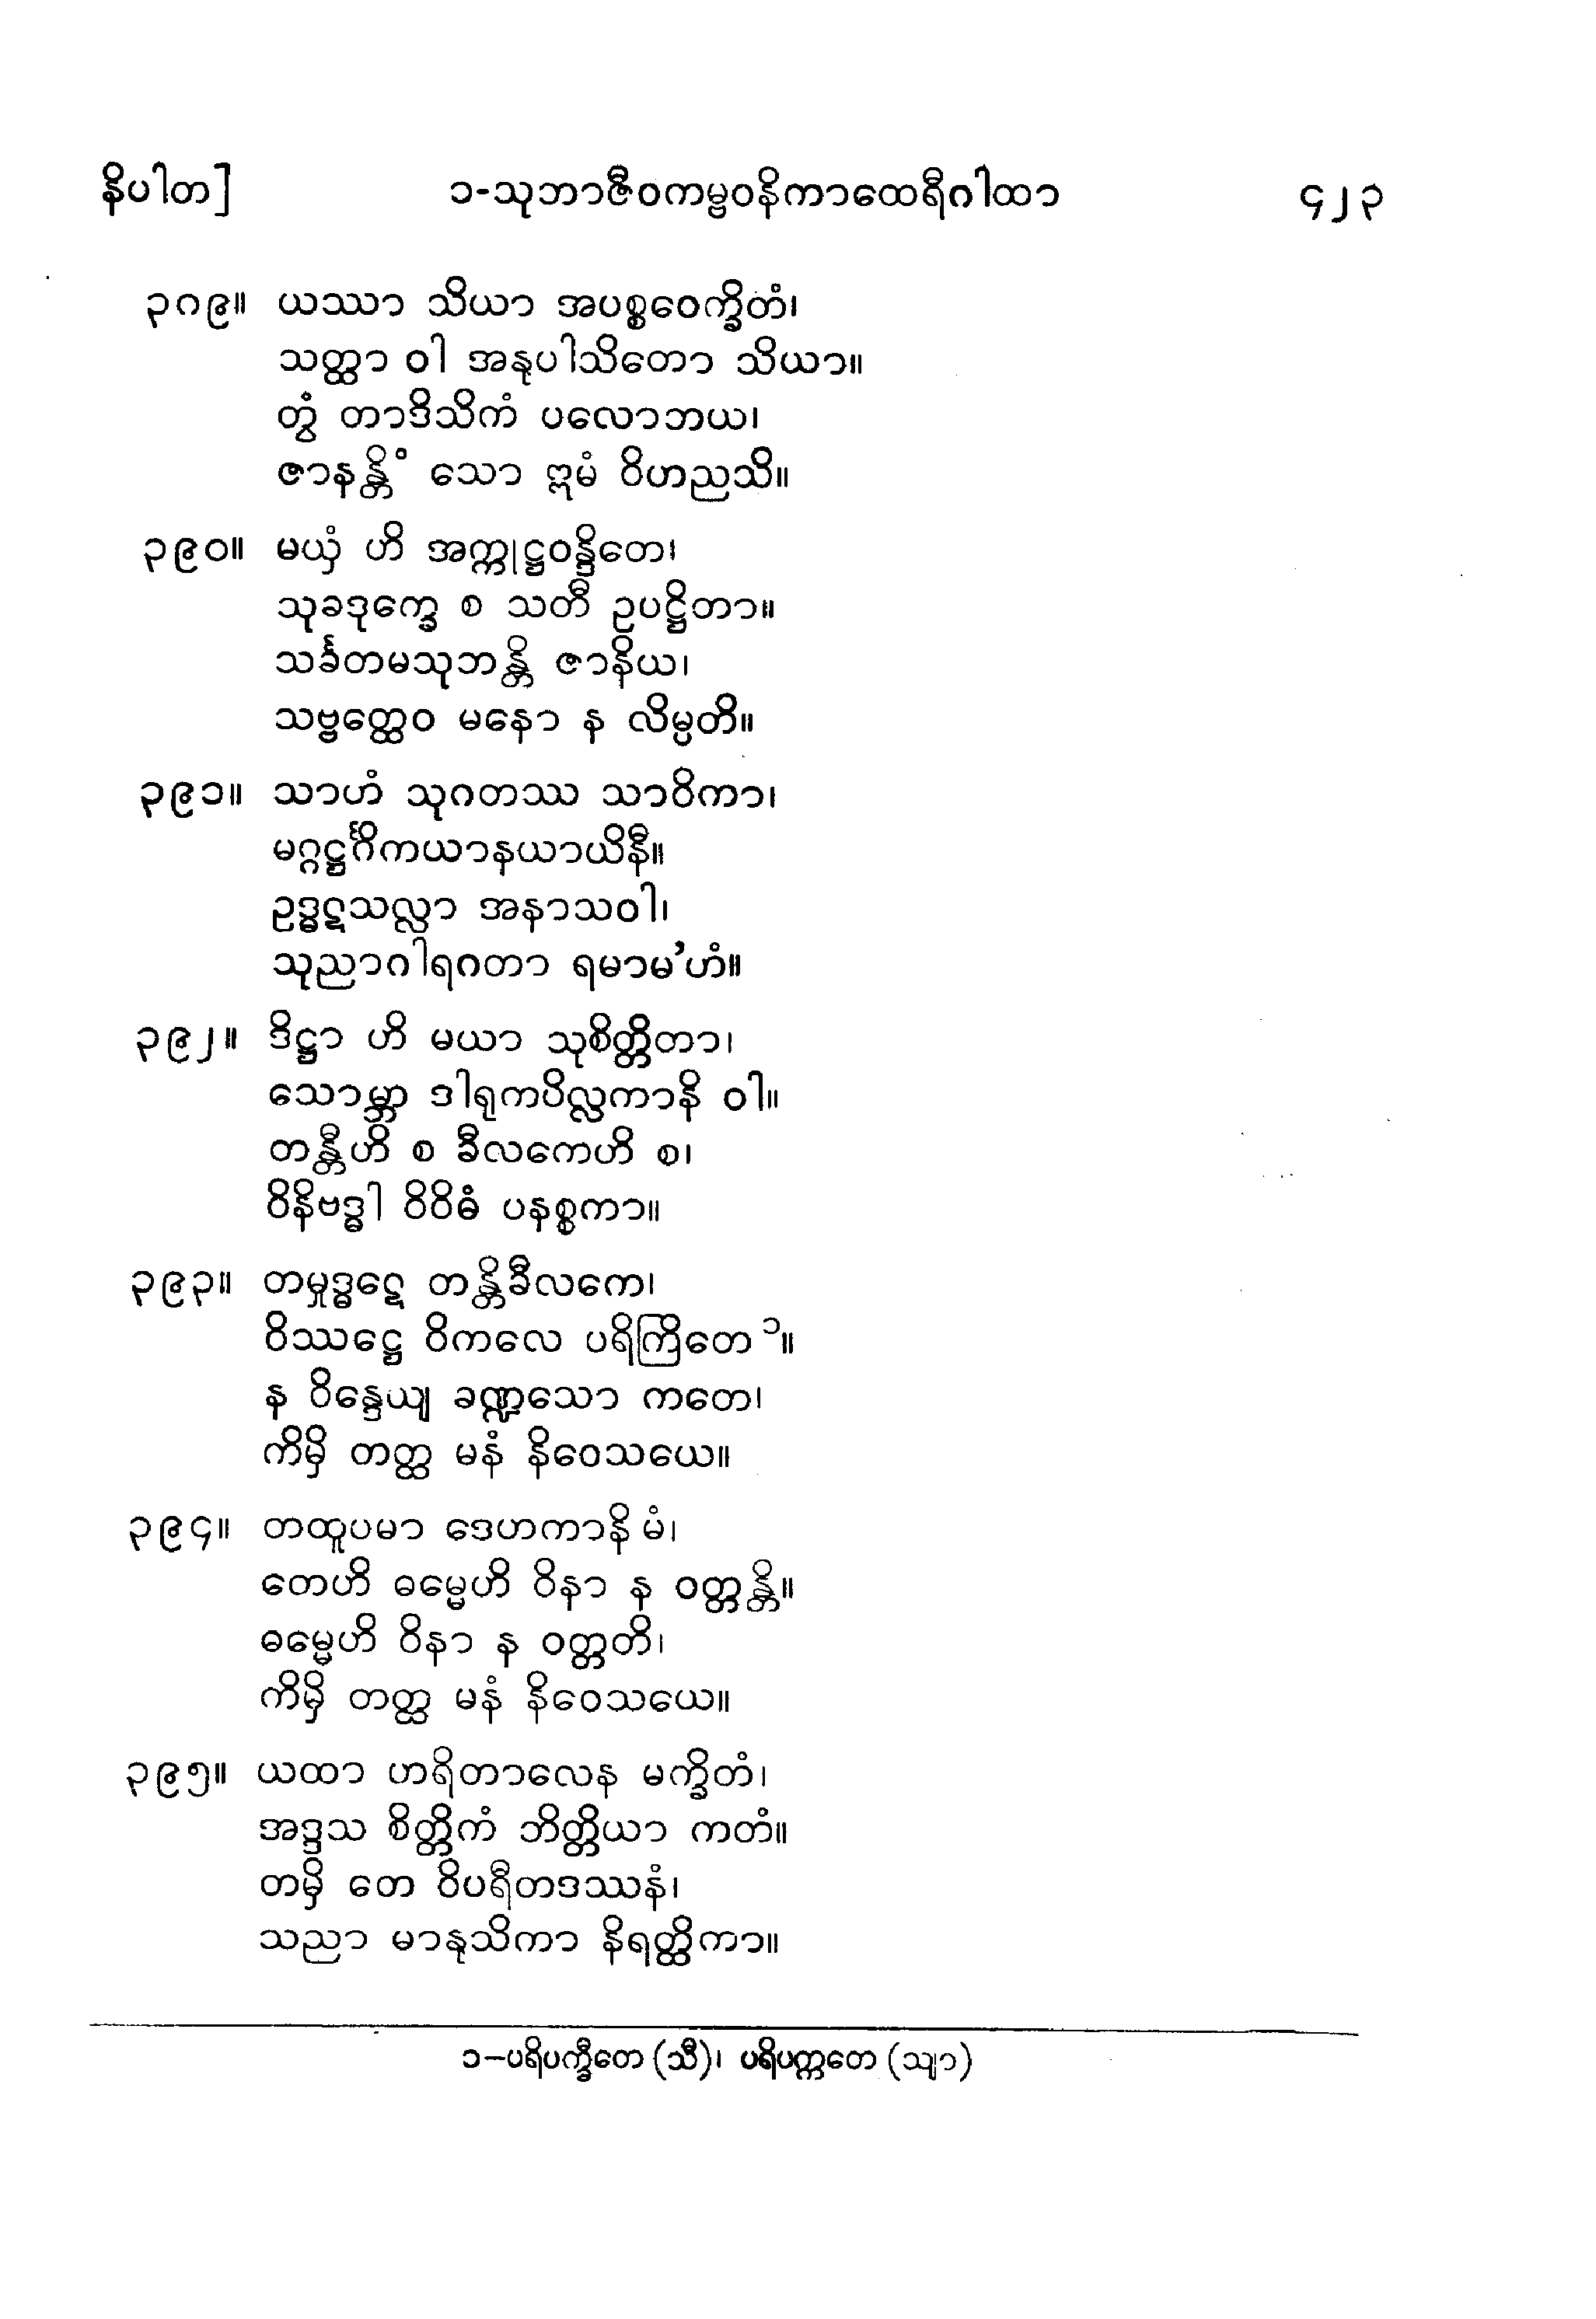 နိပါတ]	၁-သုဘာဇီဝကမ္ဗဝနိကာထေရီဂါထာ	၄၂၃
၃၈၉။ ယဿာ သိယာ အပစ္စဝေက္ခိတံ၊
သတ္ထာ ဝါ အနုပါသိတော သိယာ။
တွံ တာဒိသိကံ ပလောဘယ၊
ဇာနန္တိံ သော ဣမံ ဝိဟညသိ။
၃၉၀။ မယှံ ဟိ အက္ကုဋ္ဌဝန္ဒိတေ၊
သုခဒုက္ခေ စ သတီ ဥပဋ္ဌိတာ။
သင်္ခတမသုဘန္တိ ဇာနိယ၊
သဗ္ဗတ္ထေဝ မနော န လိမ္ပတိ။
၃၉၁။ သာဟံ သုဂတဿ သာဝိကာ၊
မဂ္ဂဋ္ဌင်္ဂိကယာနယာယိနီ။
ဥဒ္ဓဋသလ္လာ အနာသဝါ၊
သုညာဂါရဂတာ ရမာမ’ဟံ။
၃၉၂။ ဒိဋ္ဌာ ဟိ မယာ သုစိတ္တိတာ၊
သောမ္ဘာ ဒါရုကပိလ္လကာနိ ဝါ။
တန္တီဟိ စ ခီလကေဟိ စ၊
ဝိနိဗဒ္ဓါ ဝိဝိဓံ ပနစ္စကာ။
၃၉၃။ တမှုဒ္ဓဋေ တန္တိခီလကေ၊
ဝိဿဋ္ဌေ ဝိကလေ ပရိကြိတေ ၁။
န ဝိန္ဒေယျ ခဏ္ဍသော ကတေ၊
ကိမှိ တတ္ထ မနံ နိဝေသယေ။
၃၉၄။ တထူပမာ ဒေဟကာနိ မံ၊
တေဟိ ဓမ္မေဟိ ဝိနာ န ဝတ္တန္တိ။
ဓမ္မေဟိ ဝိနာ န ဝတ္တတိ၊
ကိမှိ တတ္ထ မနံ နိဝေသယေ။
၃၉၅။ ယထာ ဟရိတာလေန မက္ခိတံ၊
အဒ္ဒသ စိတ္တိကံ ဘိတ္တိယာ ကတံ။
တမှိ တေ ဝိပရီတဒဿနံ၊
သညာ မာနုသိကာ နိရတ္ထိကာ။
၁–ပရိပက္ခီတေ (သီ)၊ ပရိပက္ကတေ (သျာ)